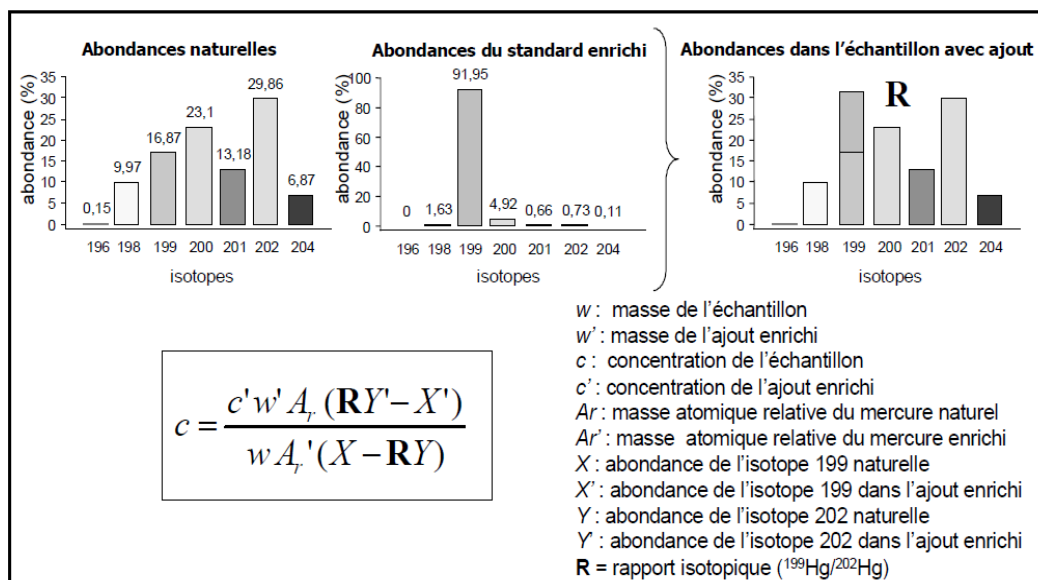 Abondances naturelles
abondance (%)
35
30
25
20
15
10
5
0
0,15
9,97
16,87
23,1
13,18
29,86
6,87
196 198 199 200 201 202 204
isotopes
Abondances du standard enrichi
abondance (%)
100
80
60
40
20
0
0
1,63
91,95
4,92
0,66
0,73
0,11
196 198 199 200 201 202 204
isotopes
Abondances dans l'échantillon avec ajout
abondance (%)
35
30
25
20
15
10
5
0
R
196 198 199 200 201 202 204
isotopes
c = c'w' A_r (RY'−X') / w A_r'(X − RY)
w : masse de l'échantillon
w' : masse de l'ajout enrichi
c : concentration de l'échantillon
c' : concentration de l'ajout enrichi
Ar : masse atomique relative du mercure naturel
Ar' : masse atomique relative du mercure enrichi
X : abondance de l'isotope 199 naturelle
X' : abondance de l'isotope 199 dans l'ajout enrichi
Y : abondance de l'isotope 202 naturelle
Y' : abondance de l'isotope 202 dans l'ajout enrichi
R = rapport isotopique (¹⁹⁹Hg/²⁰²Hg)